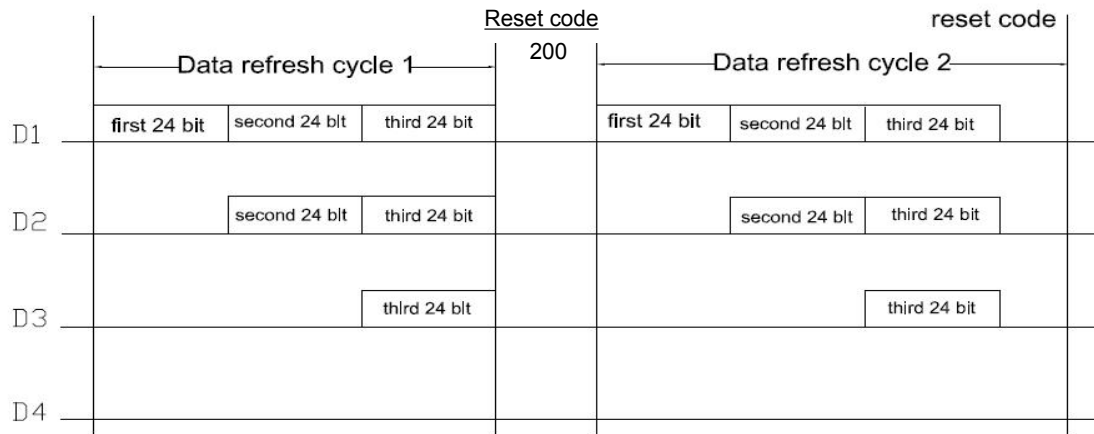 Reset code
200
reset code
Data refresh cycle 1
Data refresh cycle 2
D1 first 24 bit second 24 blt third 24 bit first 24 bit second 24 blt third 24 bit
D2 second 24 blt third 24 bit second 24 blt third 24 bit
D3 third 24 blt third 24 bit
D4